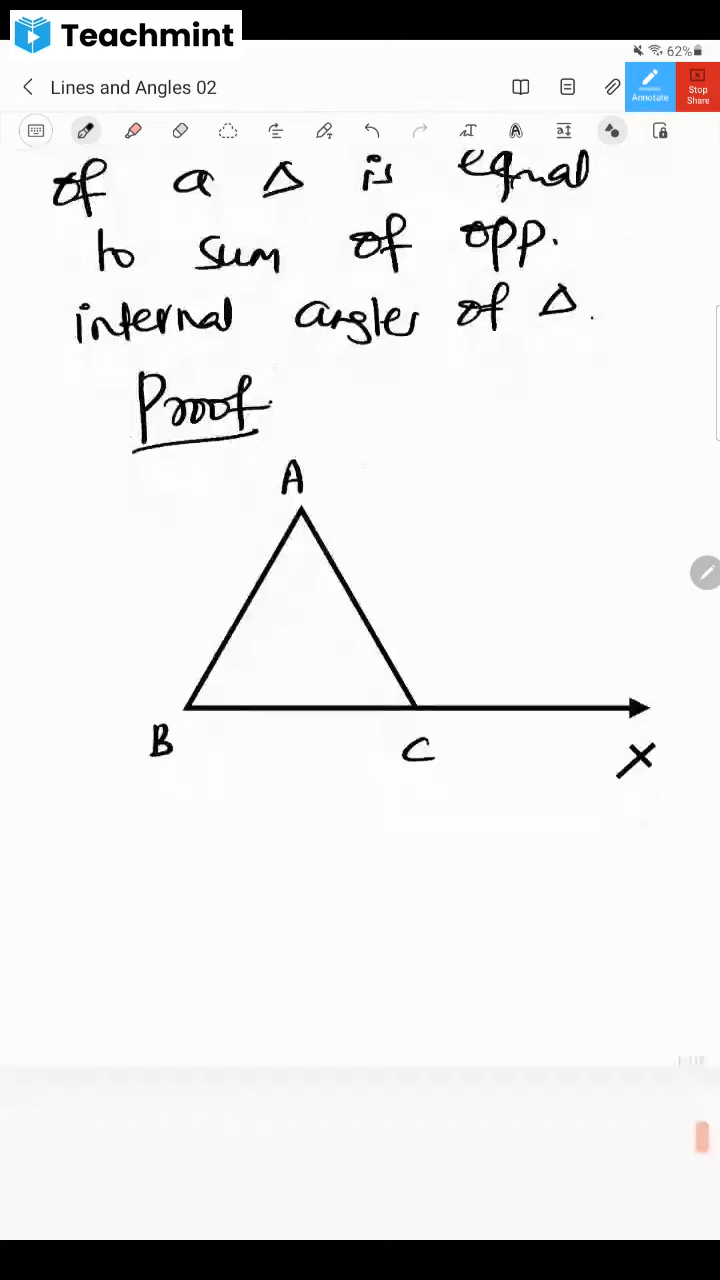 Teachmint
62%
Lines and Angles 02
Annotate
Stop
Share
of a Δ is equal
to sum of opp.
internal angles of Δ.
Proof
A
B
C
X